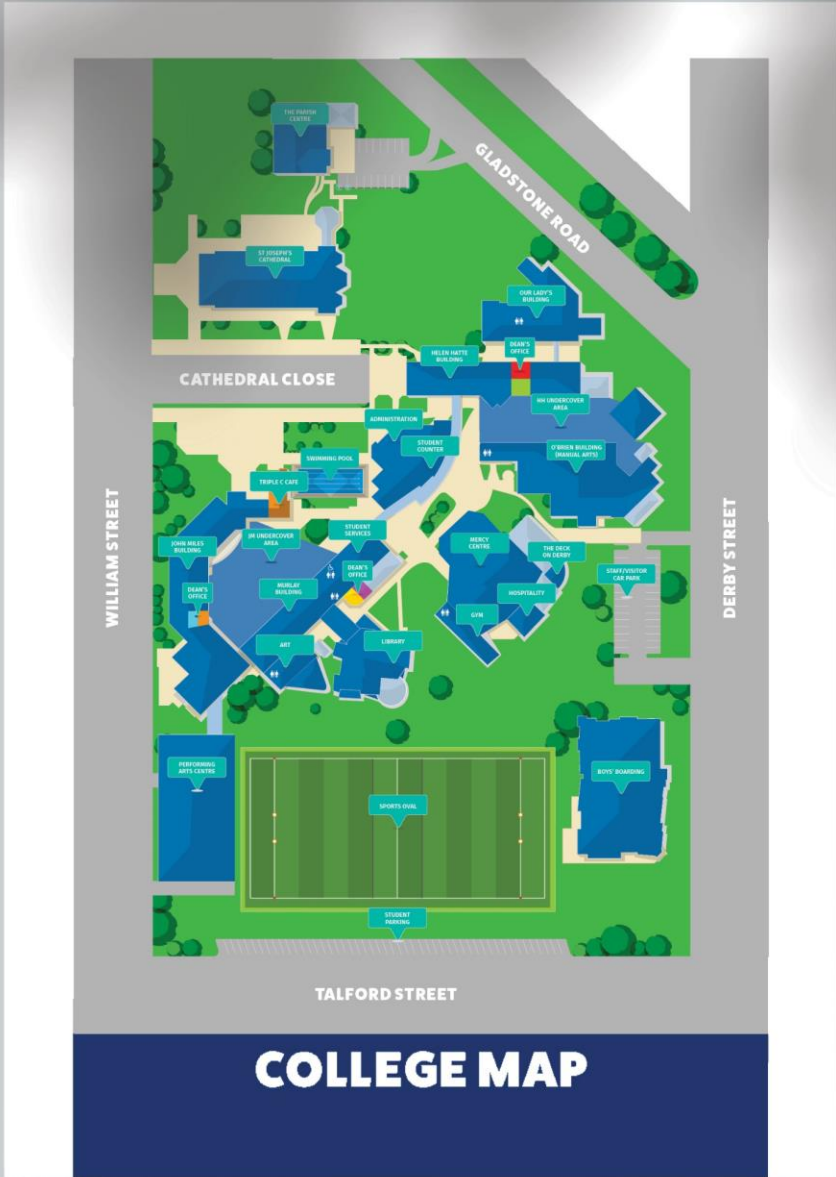 THE PARISH
CENTRE
GLADSTONE ROAD
ST JOSEPH'S
CATHEDRAL
OUR LADY'S
BUILDING
DEAN'S
OFFICE
HELEN HATTE
BUILDING
CATHEDRAL CLOSE
HH UNDERCOVER
AREA
ADMINISTRATION
STUDENT
COUNTER
O'BRIEN BUILDING
(MANUAL ARTS)
SWIMMING POOL
TRIPLE C CAFE
WILLIAM STREET
DERBY STREET
STUDENT
SERVICES
JM UNDERCOVER
AREA
JOHN MILES
BUILDING
MERCY
CENTRE
THE DECK
ON DERBY
DEAN'S
OFFICE
STAFF/VISITOR
CAR PARK
DEAN'S
OFFICE
MURLAY
BUILDING
HOSPITALITY
GYM
ART
LIBRARY
PERFORMING
ARTS CENTRE
BOYS' BOARDING
SPORTS OVAL
STUDENT
PARKING
TALFORD STREET
COLLEGE MAP